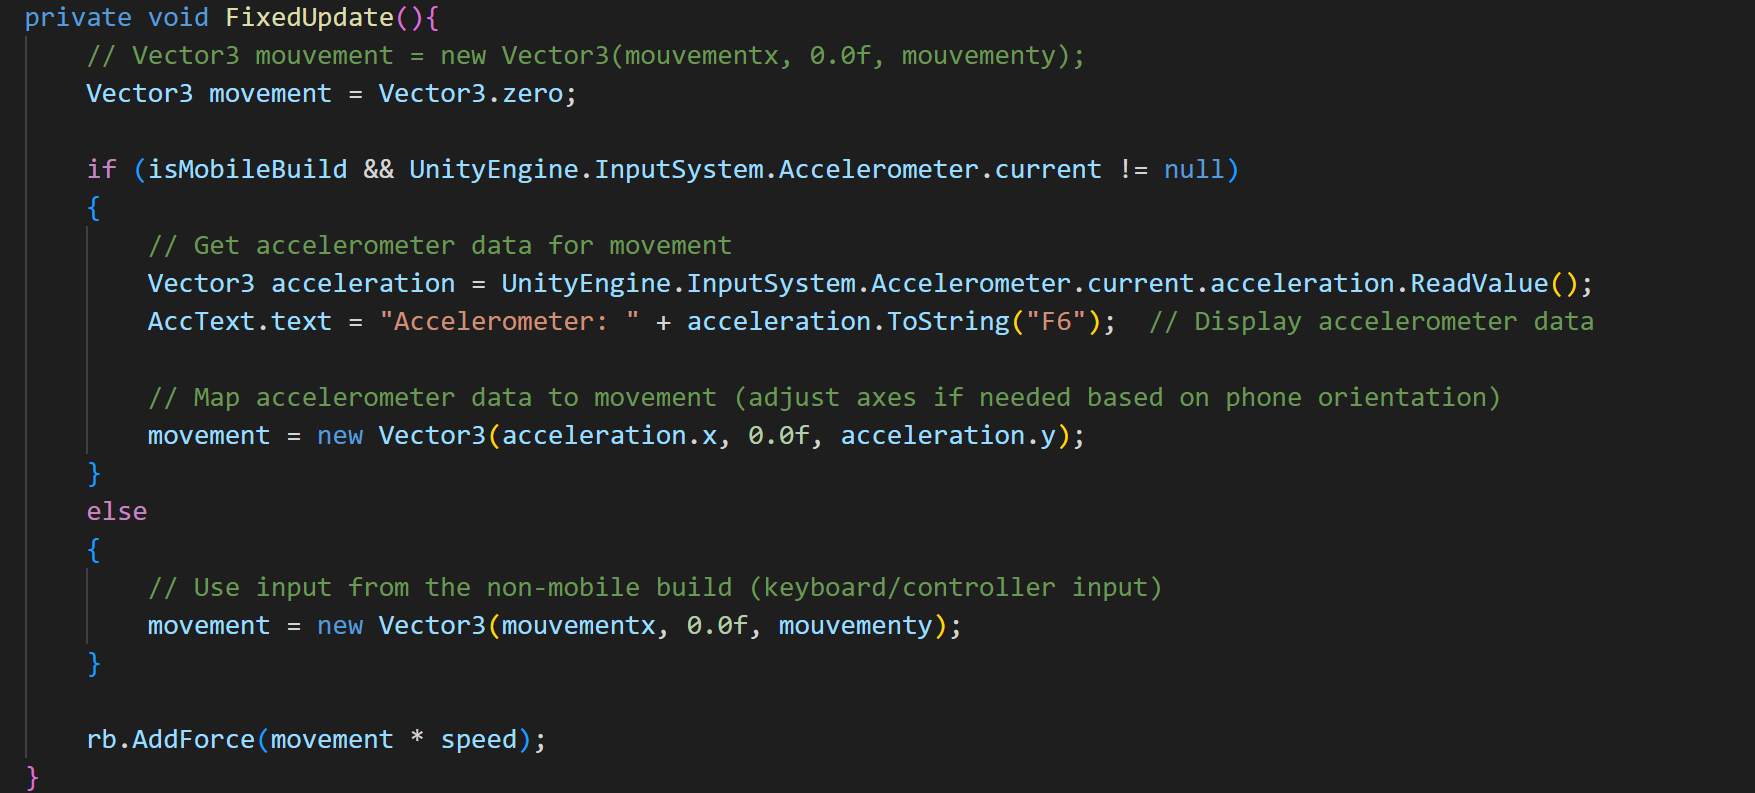 private void FixedUpdate(){
    // Vector3 mouvement = new Vector3(mouvementx, 0.0f, mouvementy);
    Vector3 movement = Vector3.zero;

    if (isMobileBuild && UnityEngine.InputSystem.Accelerometer.current != null)
    {
        // Get accelerometer data for movement
        Vector3 acceleration = UnityEngine.InputSystem.Accelerometer.current.acceleration.ReadValue();
        AccText.text = "Accelerometer: " + acceleration.ToString("F6");  // Display accelerometer data

        // Map accelerometer data to movement (adjust axes if needed based on phone orientation)
        movement = new Vector3(acceleration.x, 0.0f, acceleration.y);
    }
    else
    {
        // Use input from the non-mobile build (keyboard/controller input)
        movement = new Vector3(mouvementx, 0.0f, mouvementy);
    }

    rb.AddForce(movement * speed);
}